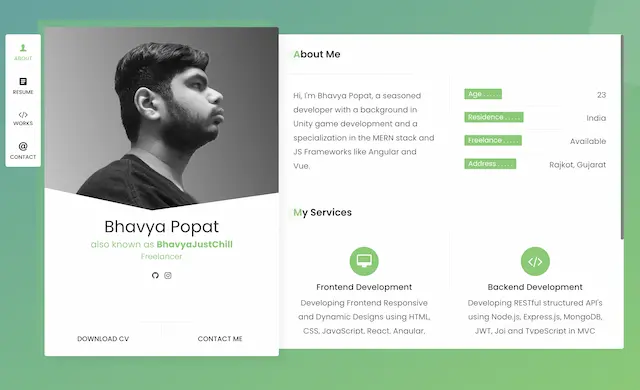 ABOUT
RESUME
WORKS
CONTACT
Bhavya Popat
also known as BhavyaJustChill
Freelancer
DOWNLOAD CV
CONTACT ME
About Me
Hi, I'm Bhavya Popat, a seasoned
developer with a background in
Unity game development and a
specialization in the MERN stack and
JS Frameworks like Angular and
Vue.
Age . . . . . 23
Residence . . . . . India
Freelance . . . . . Available
Address . . . . . Rajkot, Gujarat
My Services
Frontend Development
Developing Frontend Responsive
and Dynamic Designs using HTML,
CSS, JavaScript, React, Angular,
Backend Development
Developing RESTful structured API's
using Node.js, Express.js, MongoDB,
JWT, Joi and TypeScript in MVC